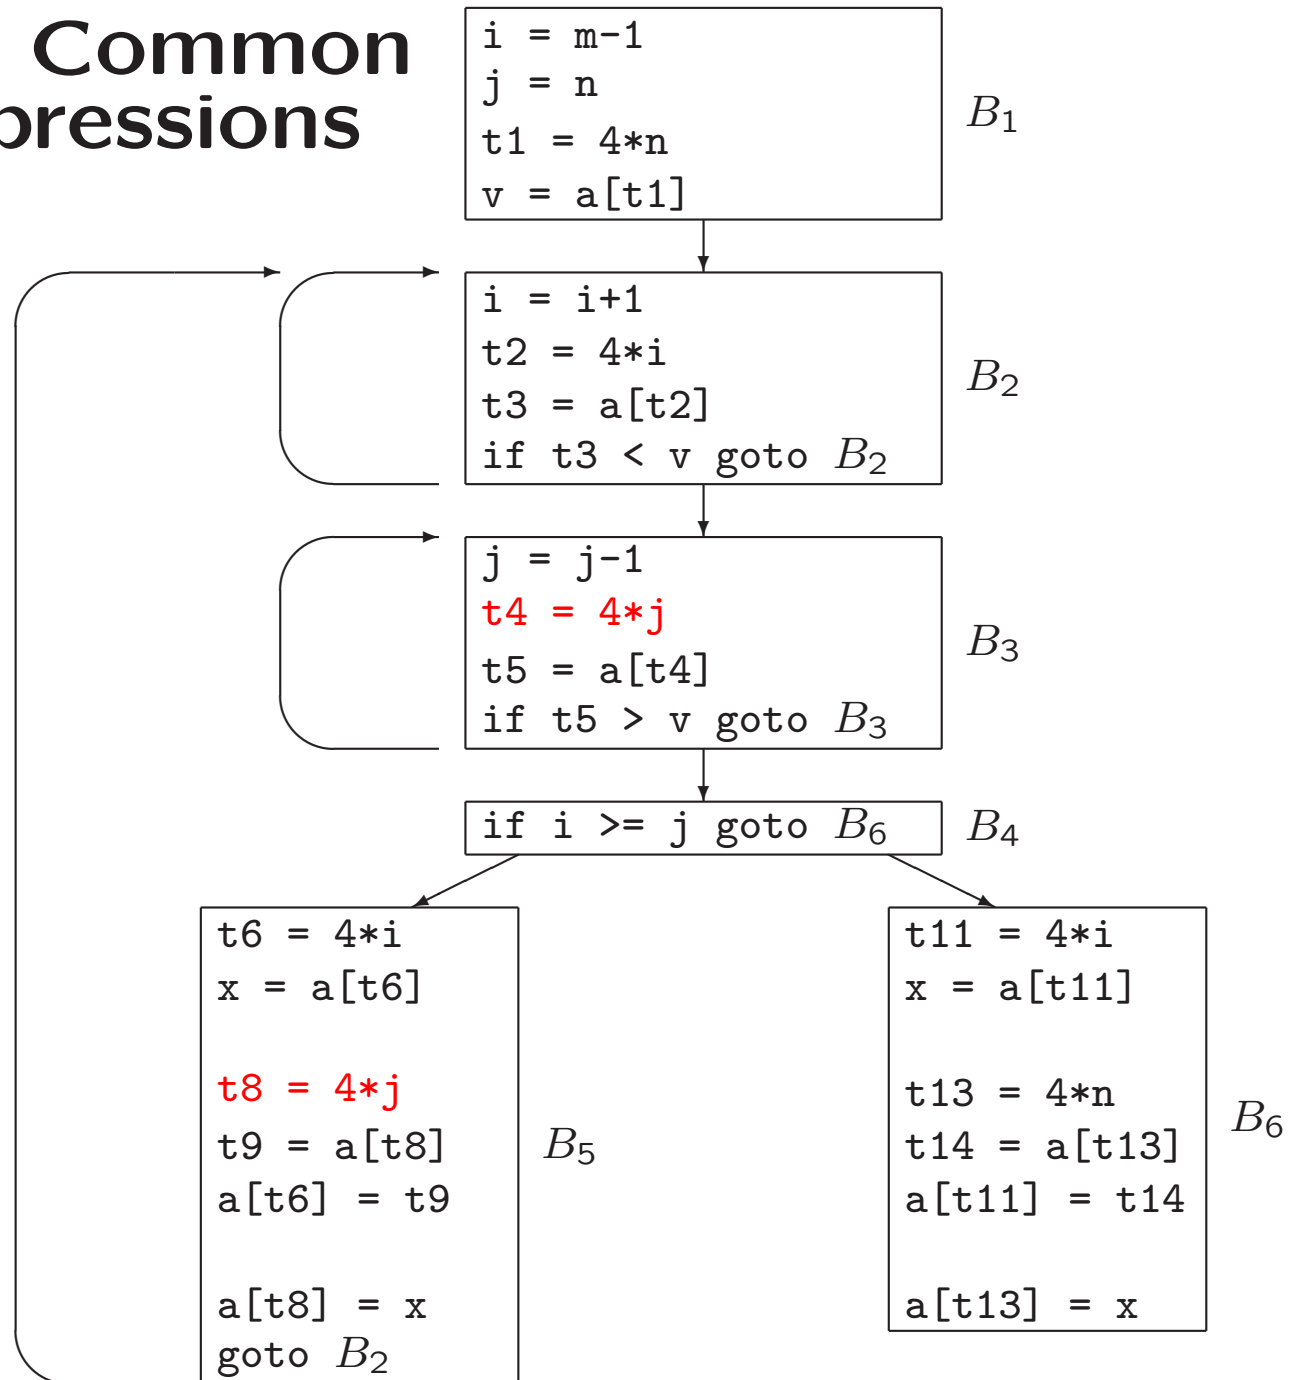 Common
pressions
i = m-1
j = n
t1 = 4*n
v = a[t1]
B₁
i = i+1
t2 = 4*i
t3 = a[t2]
if t3 < v goto B₂
B₂
j = j-1
t4 = 4*j
t5 = a[t4]
if t5 > v goto B₃
B₃
if i >= j goto B₆
B₄
t6 = 4*i
x = a[t6]
t8 = 4*j
t9 = a[t8]
a[t6] = t9
a[t8] = x
goto B₂
B₅
t11 = 4*i
x = a[t11]
t13 = 4*n
t14 = a[t13]
a[t11] = t14
a[t13] = x
B₆